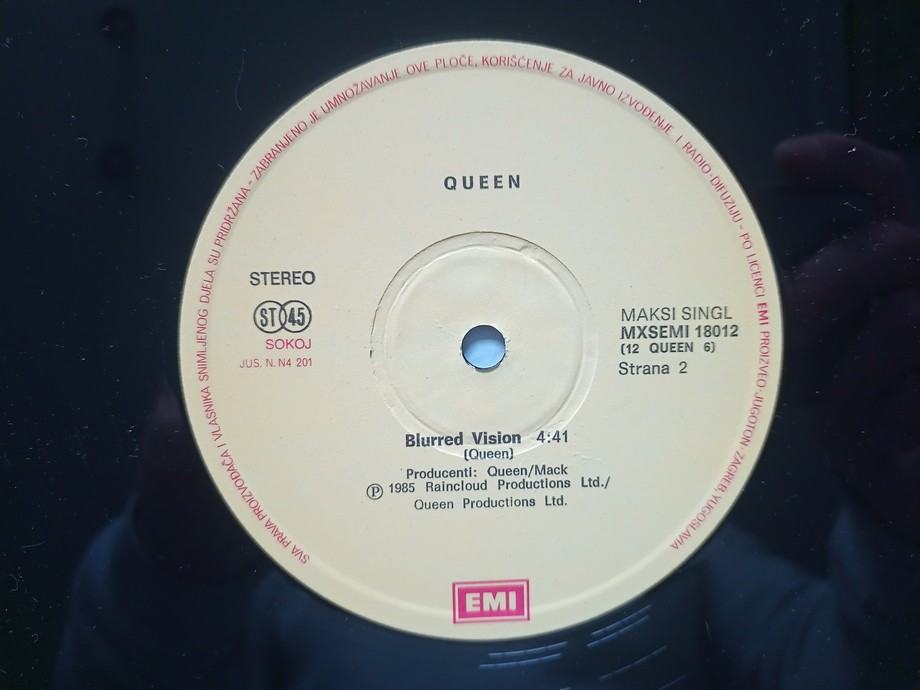 SVA PRAVA PROIZVOĐAČA I VLASNIKA SNIMLJENOG DJELA SU PRIDRŽANA - ZABRANJENO JE UMNOŽAVANJE OVE PLOČE, KORIŠĆENJE ZA JAVNO IZVOĐENJE I RADIO-DIFUZIJU - PO LICENCI EMI PROIZVEO JUGOTON-ZAGREB, YUGOSLAVIA
QUEEN
STEREO
ST 45
SOKOJ
JUS. N. N4 201
MAKSI SINGL
MXSEMI 18012
(12 QUEEN 6)
Strana 2
Blurred Vision 4:41
(Queen)
Producenti: Queen/Mack
Ⓟ 1985 Raincloud Productions Ltd./
Queen Productions Ltd.
EMI